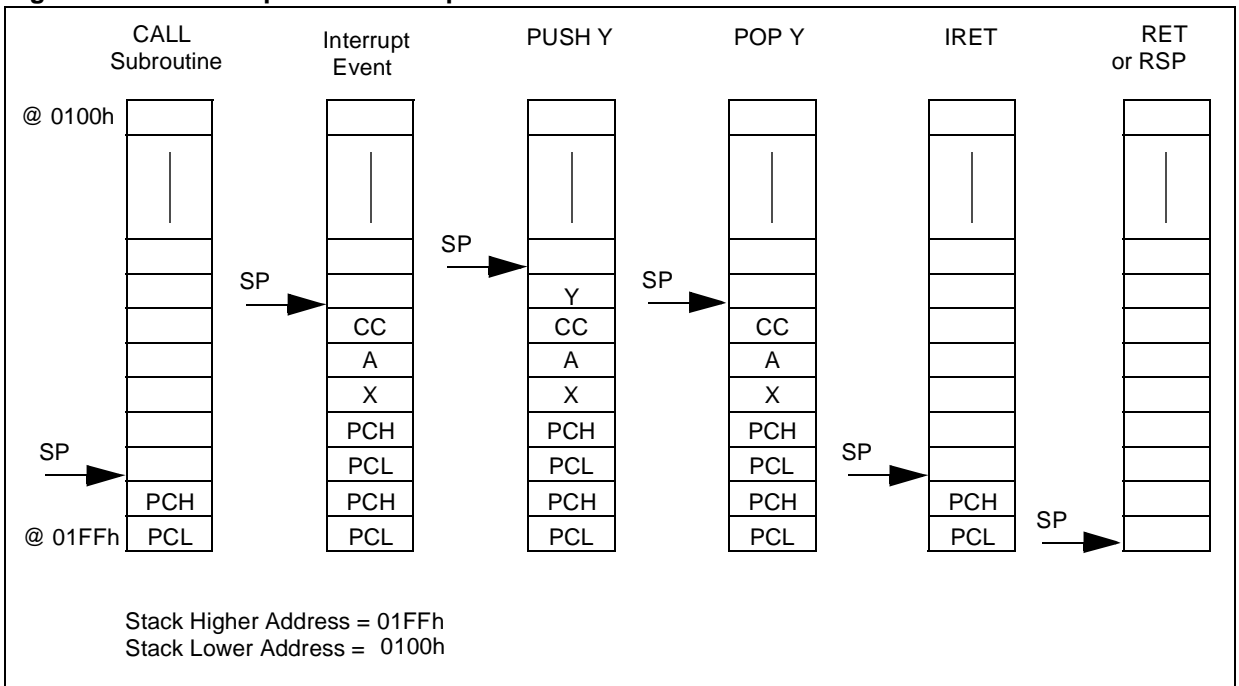 CALL
Subroutine
Interrupt
Event
PUSH Y
POP Y
IRET
RET
or RSP
@ 0100h
SP
PCH
@ 01FFh
PCL
SP
CC
A
X
PCH
PCL
PCH
PCL
SP
Y
CC
A
X
PCH
PCL
PCH
PCL
SP
CC
A
X
PCH
PCL
PCH
PCL
SP
PCH
PCL
SP
Stack Higher Address = 01FFh
Stack Lower Address = 0100h